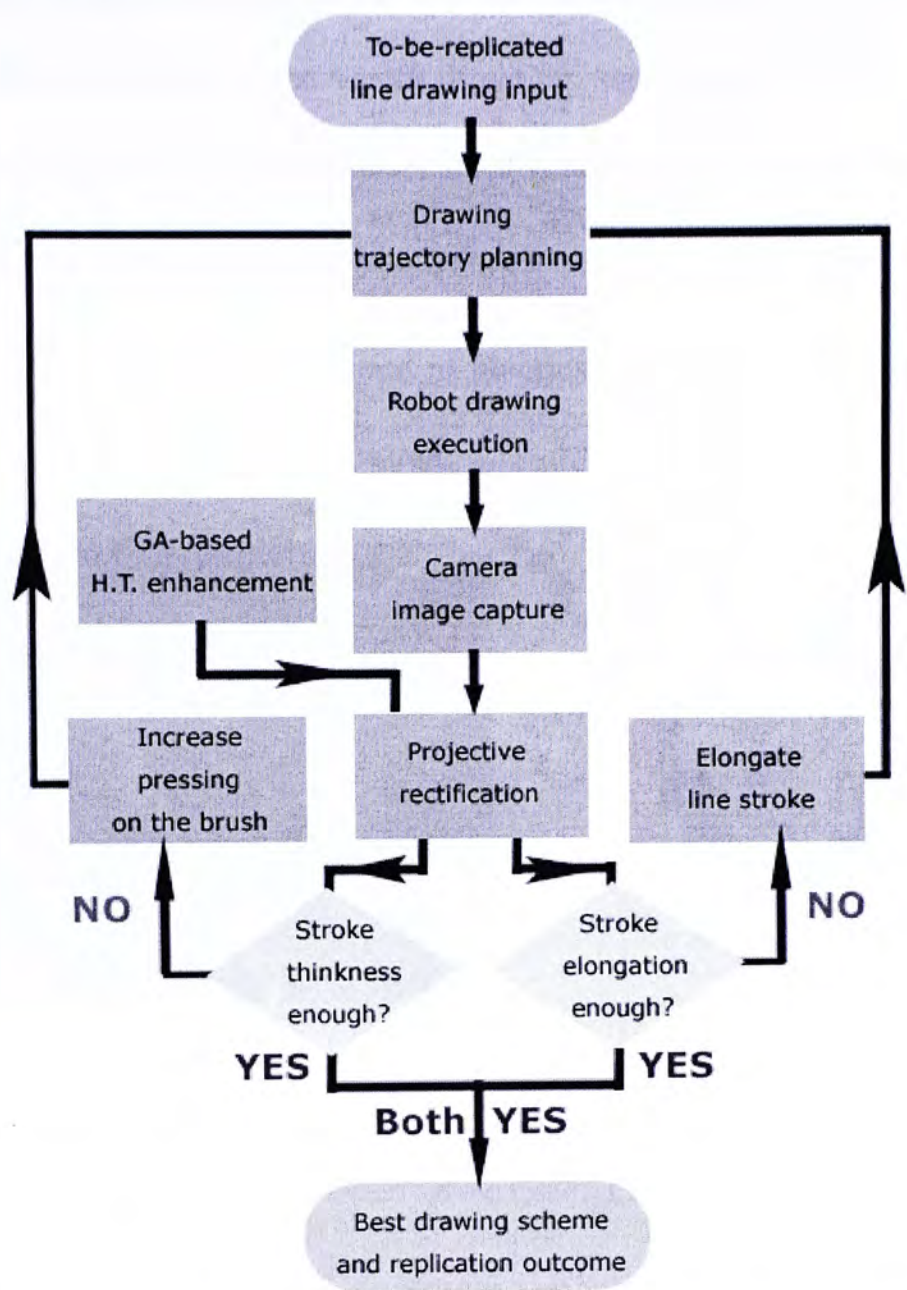 To-be-replicated
line drawing input
Drawing
trajectory planning
Robot drawing
execution
GA-based
H.T. enhancement
Camera
image capture
Increase
pressing
on the brush
Projective
rectification
Elongate
line stroke
NO
NO
Stroke
thinkness
enough?
Stroke
elongation
enough?
YES
YES
Both YES
Best drawing scheme
and replication outcome